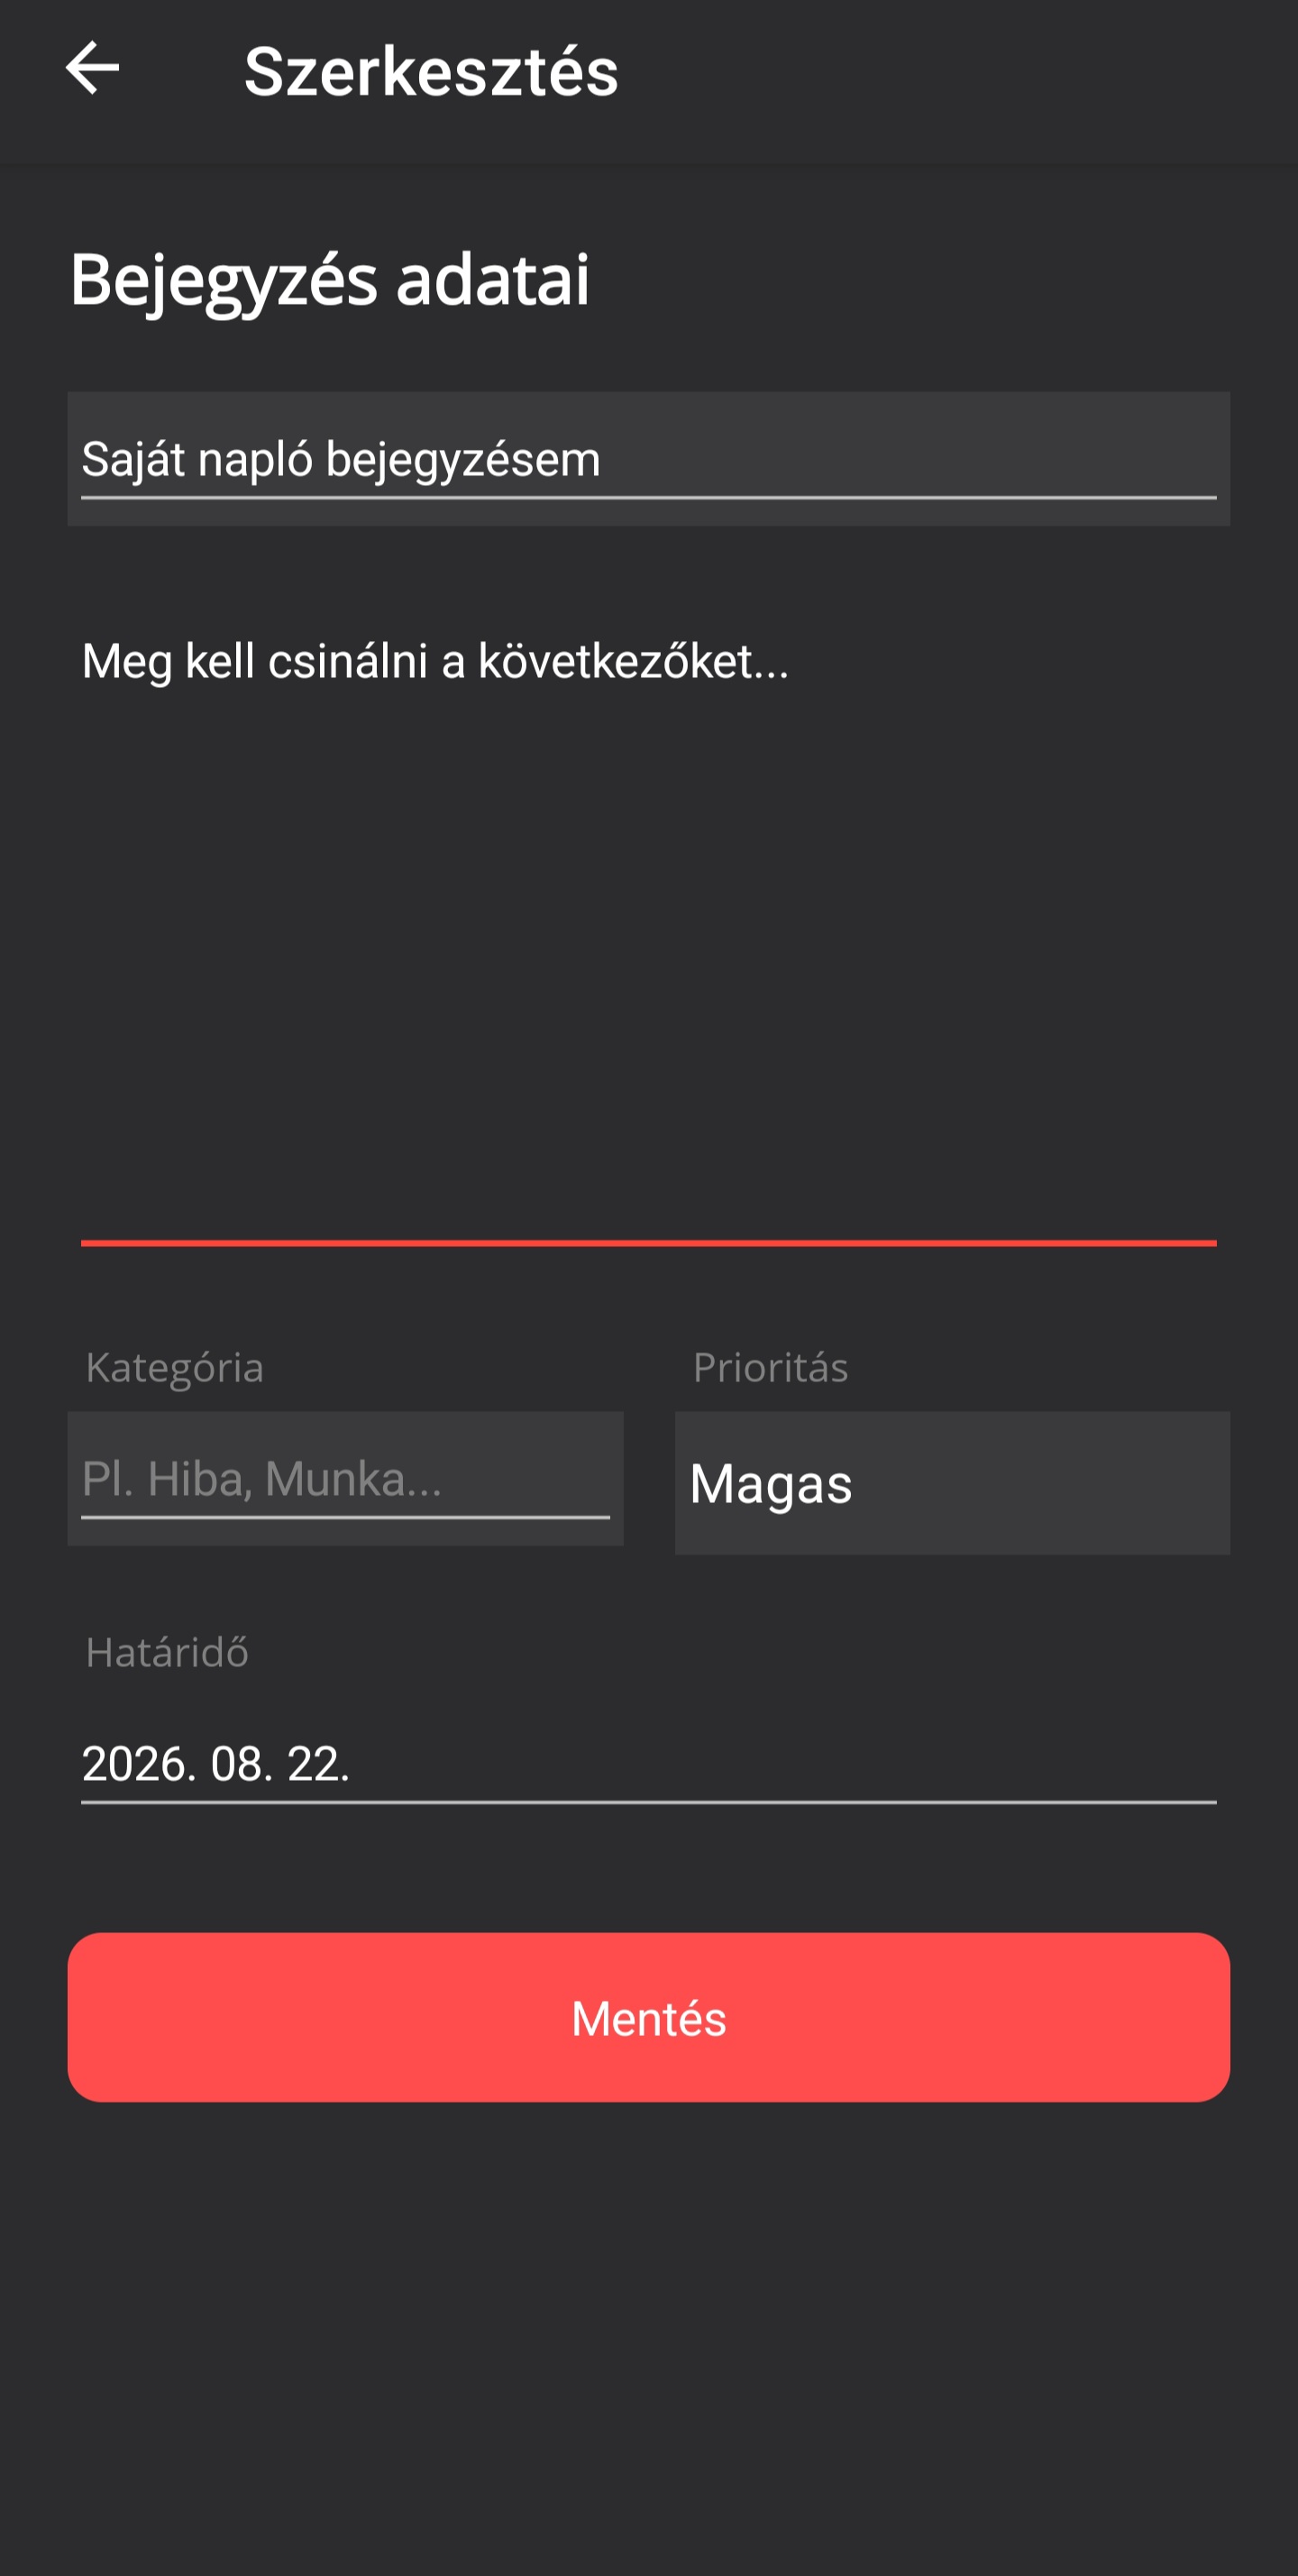 Szerkesztés
Bejegyzés adatai
Saját napló bejegyzésem
Meg kell csinálni a következőket...
Kategória
Prioritás
Pl. Hiba, Munka...
Magas
Határidő
2026. 08. 22.
Mentés